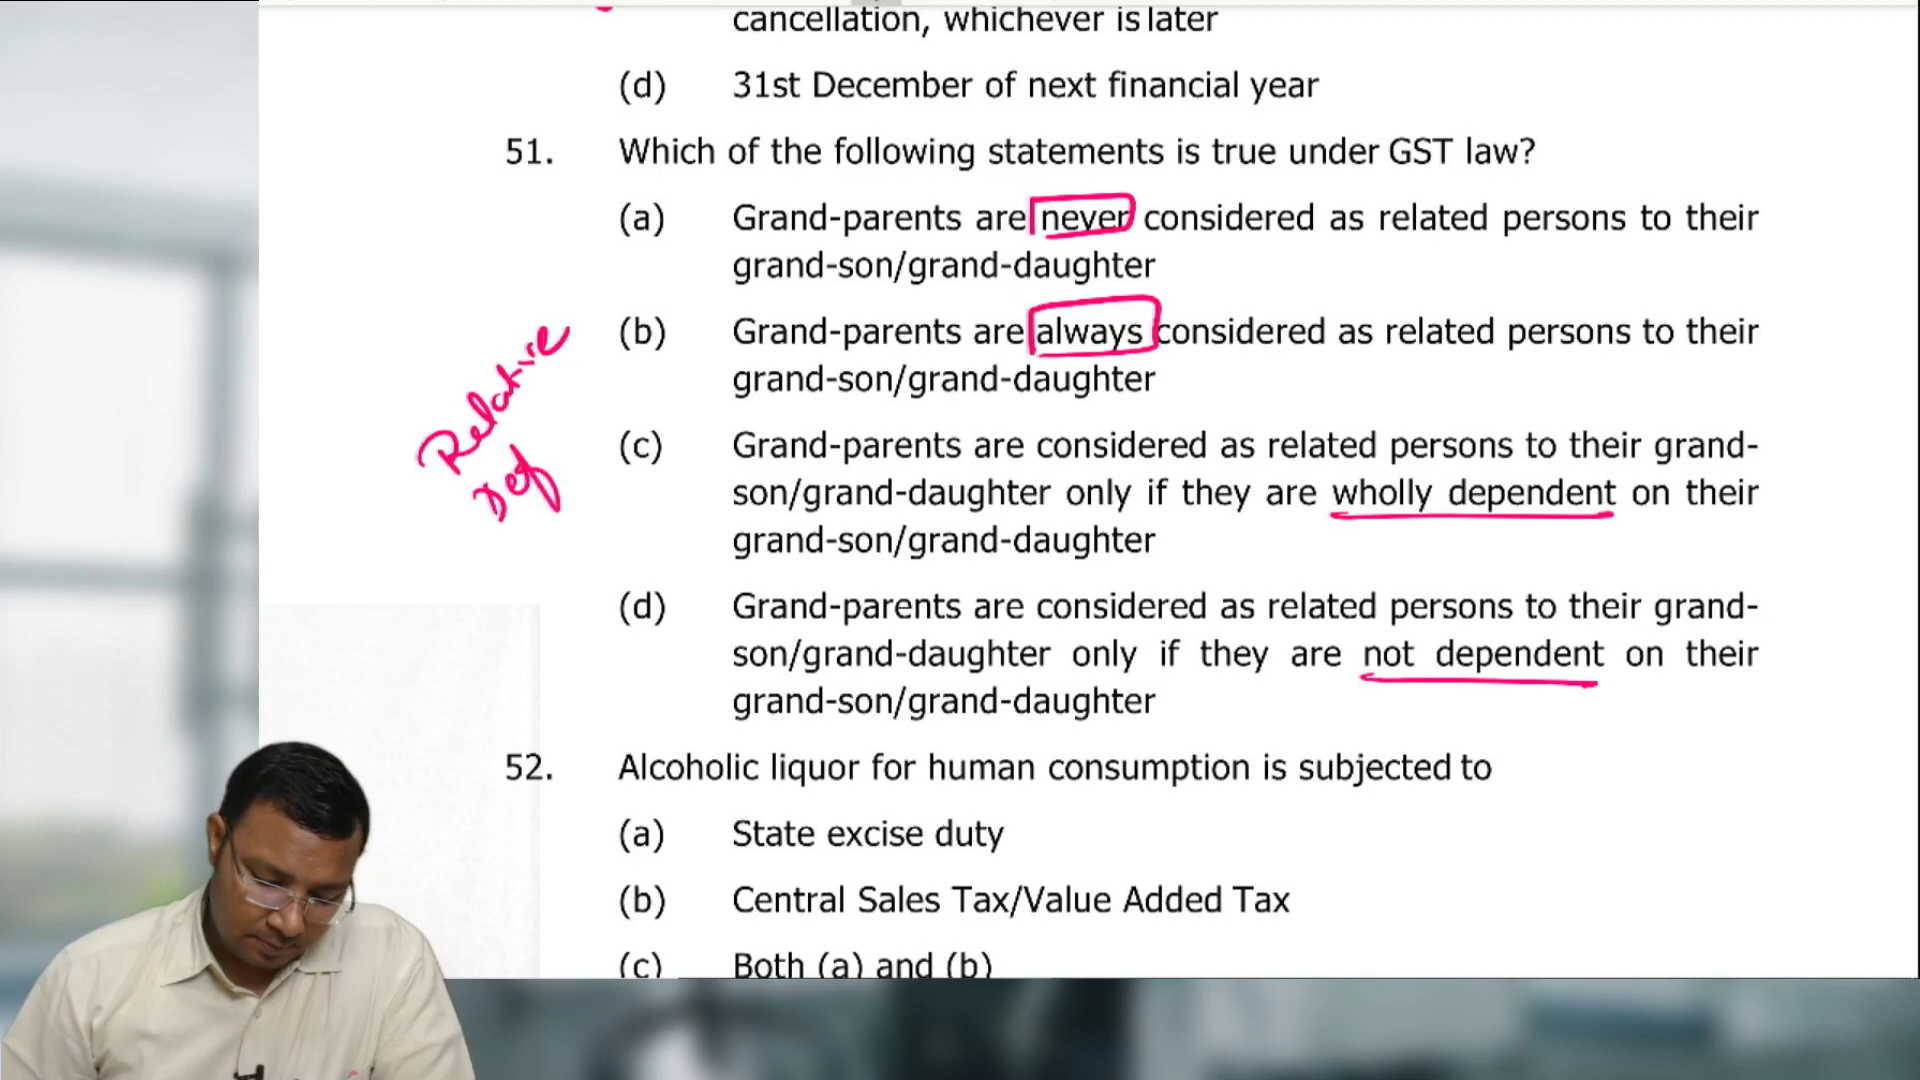 cancellation, whichever is later
(d) 31st December of next financial year
51. Which of the following statements is true under GST law?
(a) Grand-parents are never considered as related persons to their
grand-son/grand-daughter
(b) Grand-parents are always considered as related persons to their
grand-son/grand-daughter
Relative
Def
(c) Grand-parents are considered as related persons to their grand-
son/grand-daughter only if they are wholly dependent on their
grand-son/grand-daughter
(d) Grand-parents are considered as related persons to their grand-
son/grand-daughter only if they are not dependent on their
grand-son/grand-daughter
52. Alcoholic liquor for human consumption is subjected to
(a) State excise duty
(b) Central Sales Tax/Value Added Tax
(c) Both (a) and (b)